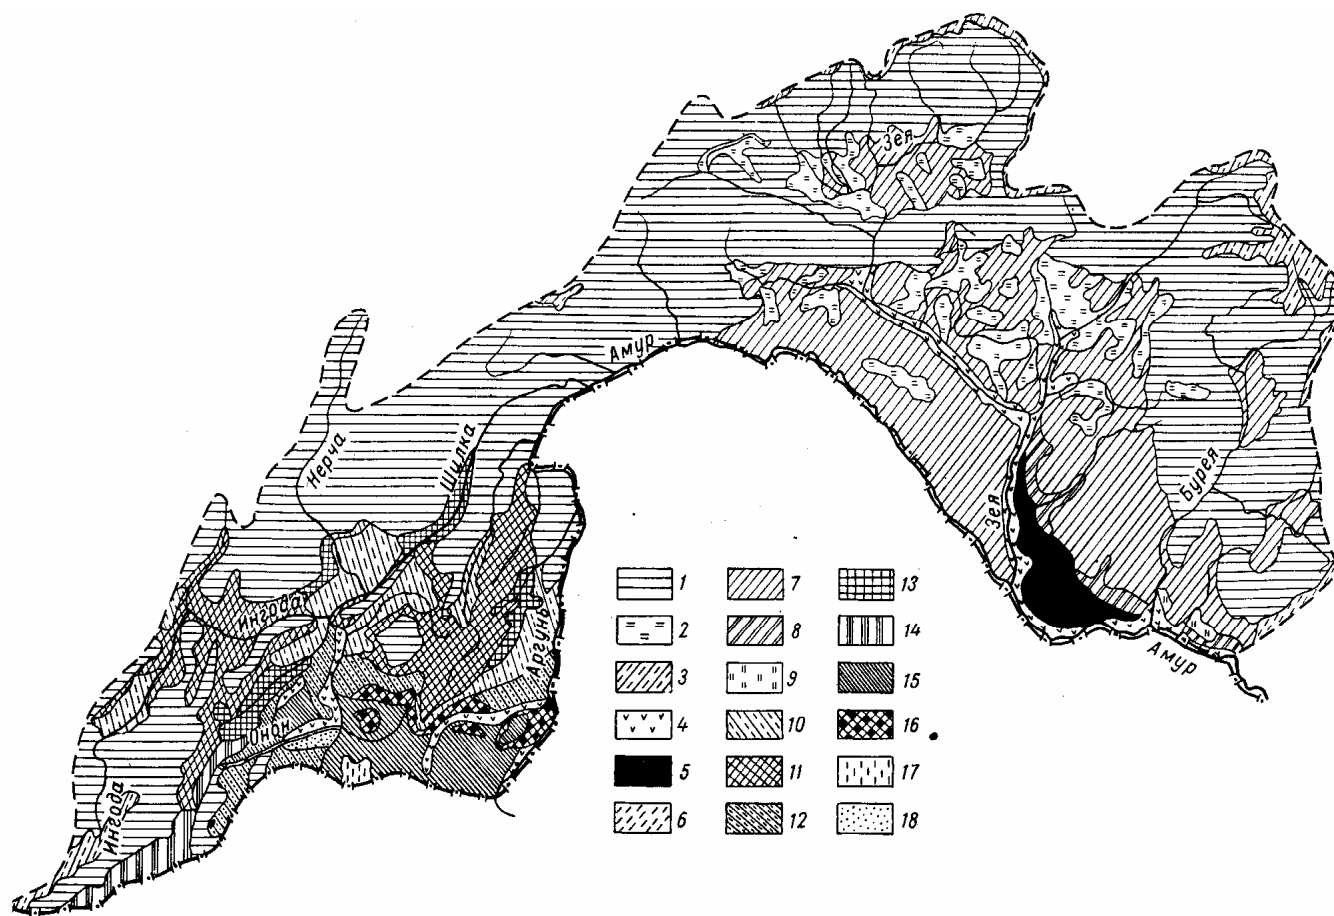 Зея
Амур
Нерча
Шилка
Бурея
Зея
Ингода
Аргунь
Амур
Онон
Ингода
1 7 13
2 8 14
3 9 15
4 10 16
5 11 17
6 12 18